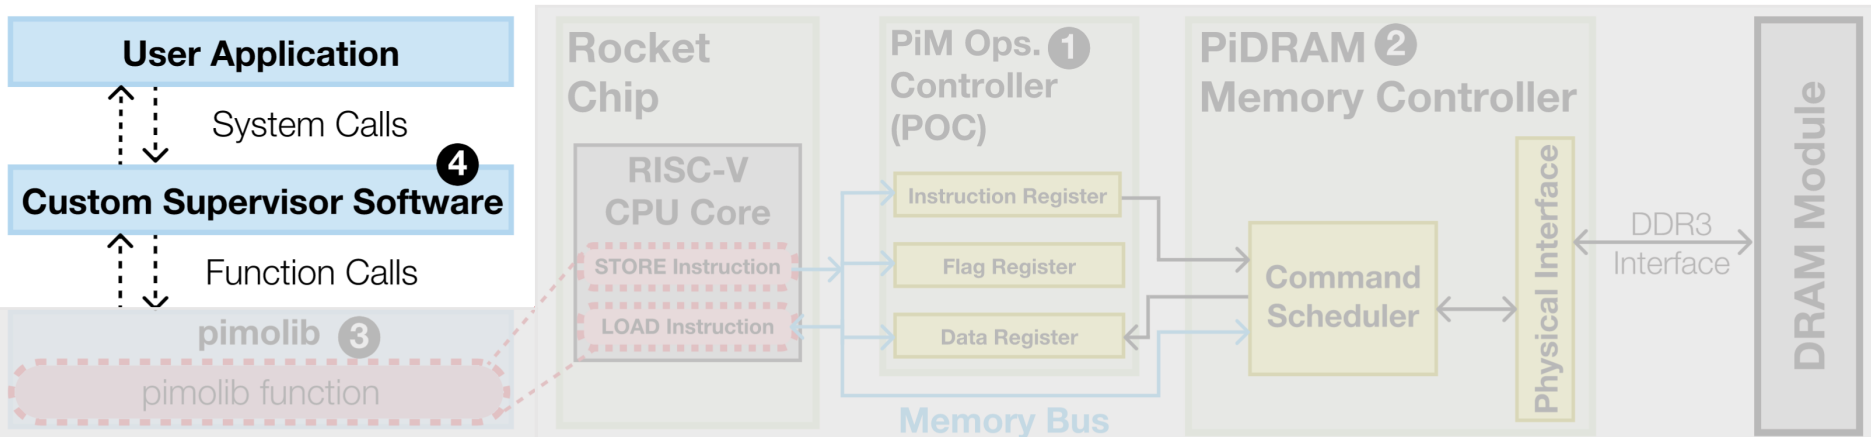 User Application
System Calls
4
Custom Supervisor Software
Function Calls
pimolib 3
pimolib function
Rocket
Chip
RISC-V
CPU Core
STORE Instruction
LOAD Instruction
PiM Ops. 1
Controller
(POC)
Instruction Register
Flag Register
Data Register
Memory Bus
PiDRAM 2
Memory Controller
Command
Scheduler
Physical Interface
DDR3
Interface
DRAM Module